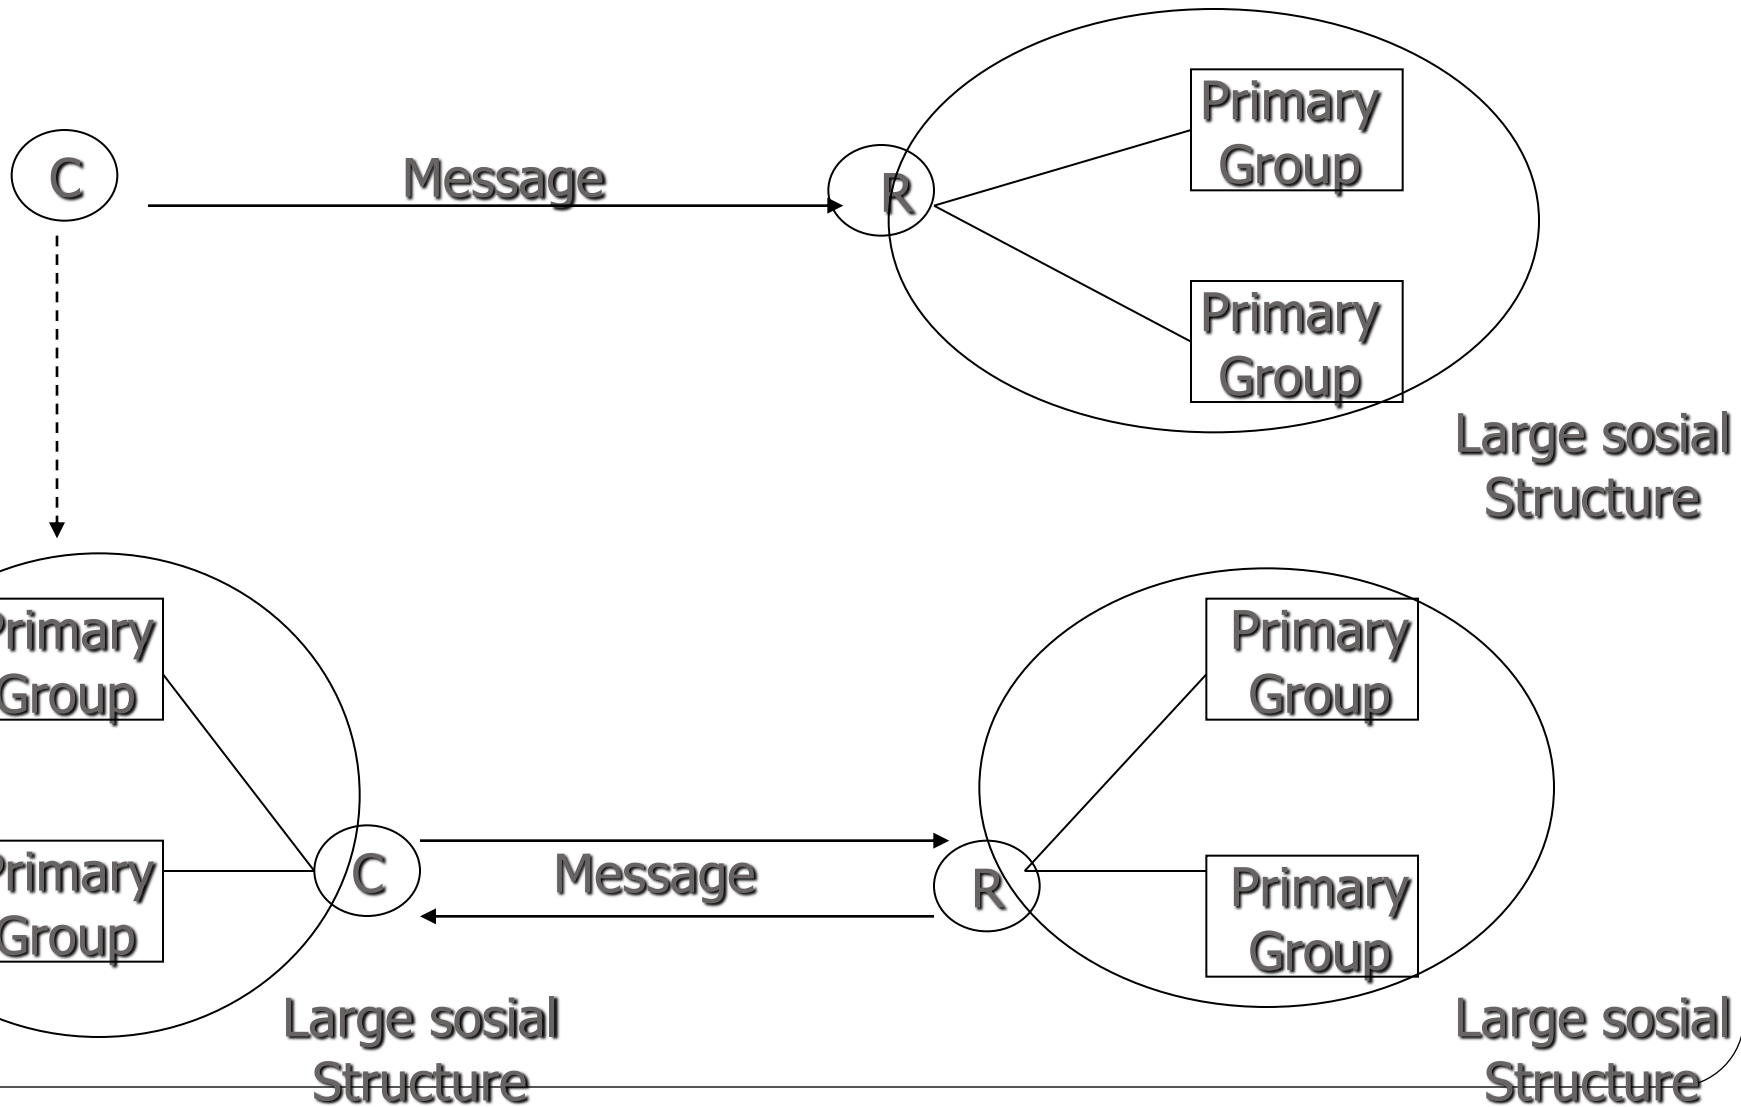 C
Message
R
Primary
Group
Primary
Group
Large sosial
Structure
Primary
Group
Primary
Group
C
Message
R
Primary
Group
Primary
Group
Large sosial
Structure
Large sosial
Structure